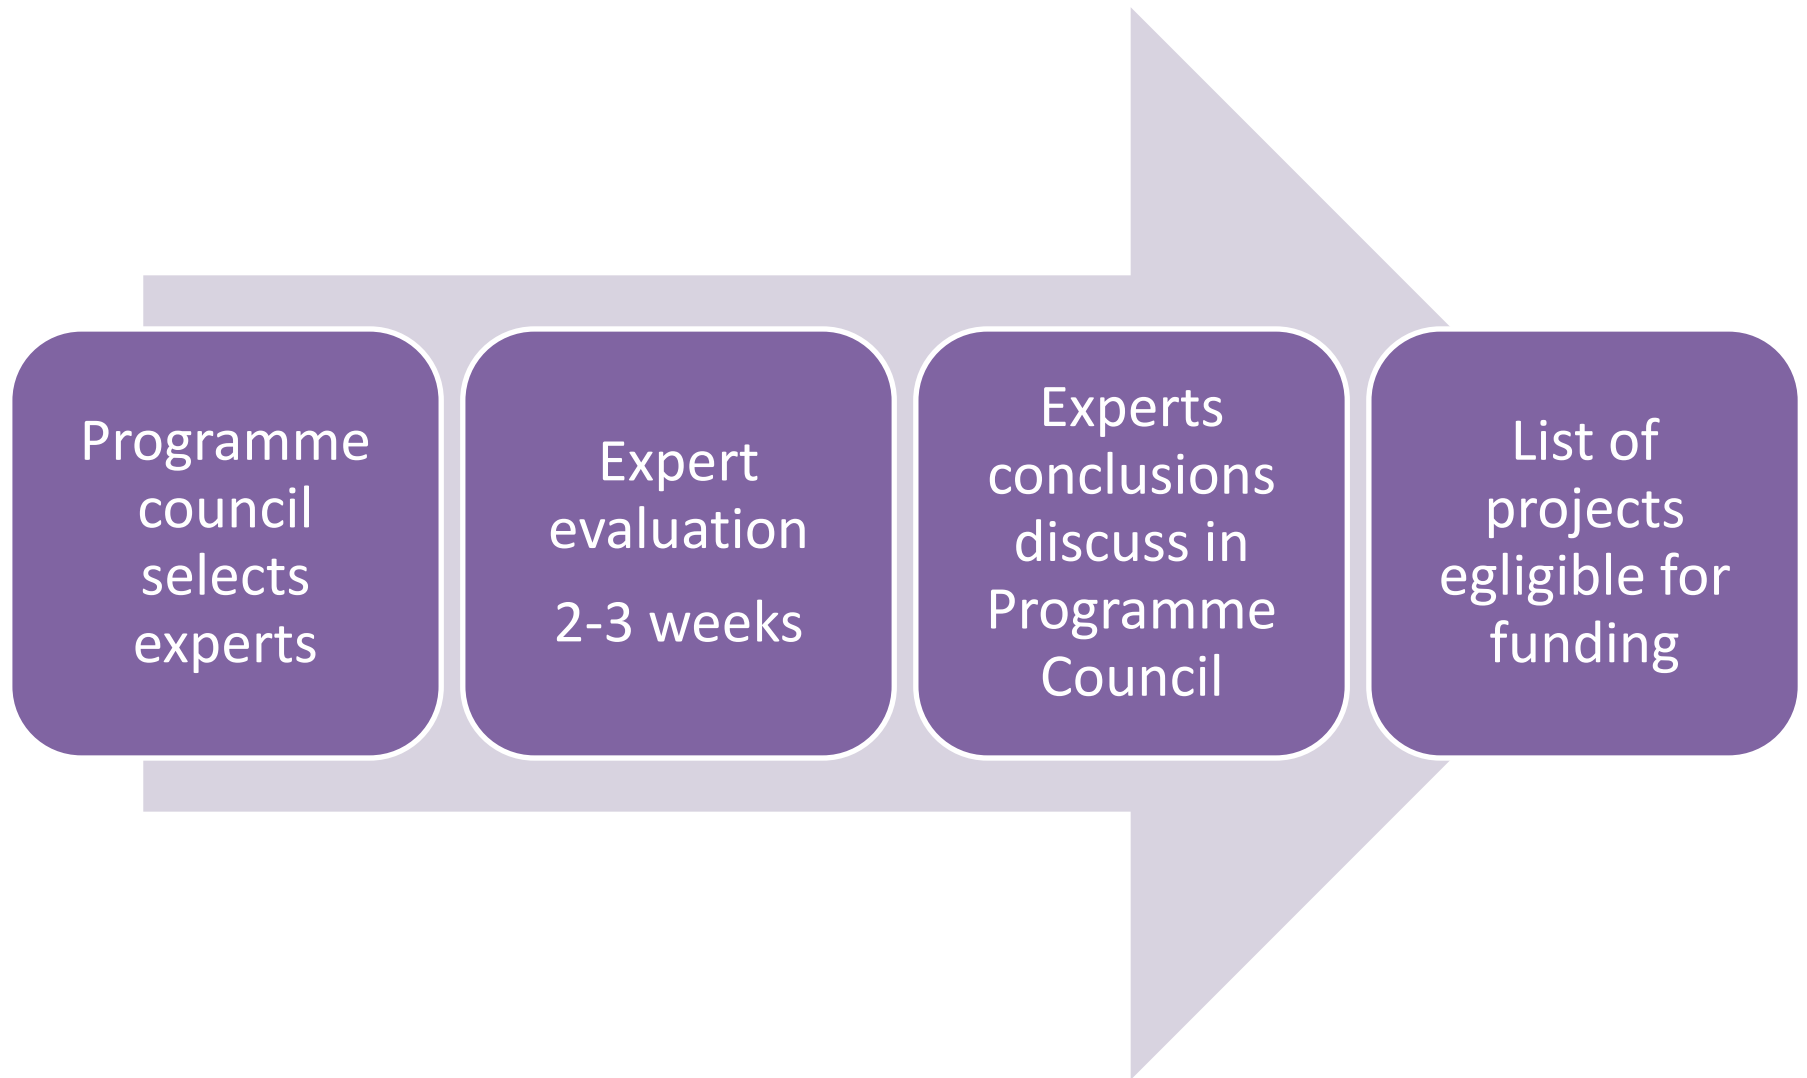 Programme
council
selects
experts
Expert
evaluation
2-3 weeks
Experts
conclusions
discuss in
Programme
Council
List of
projects
egligible for
funding